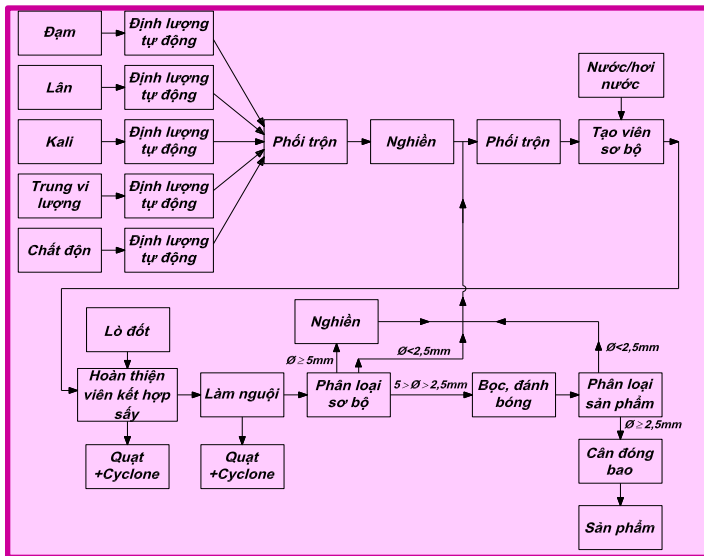 Đạm
Định lượng
tự động
Lân
Định lượng
tự động
Kali
Định lượng
tự động
Trung vi
lượng
Định lượng
tự động
Chất độn
Định lượng
tự động
Phối trộn
Nghiền
Phối trộn
Nước/hơi
nước
Tạo viên
sơ bộ
Lò đốt
Hoàn thiện
viên kết hợp
sấy
Quạt
+Cyclone
Làm nguội
Quạt
+Cyclone
Nghiền
Ø ≥ 5mm
Ø<2,5mm
Phân loại
sơ bộ
5 > Ø > 2,5mm
Bọc, đánh
bóng
Ø<2,5mm
Phân loại
sản phẩm
Ø ≥ 2,5mm
Cân đóng
bao
Sản phẩm